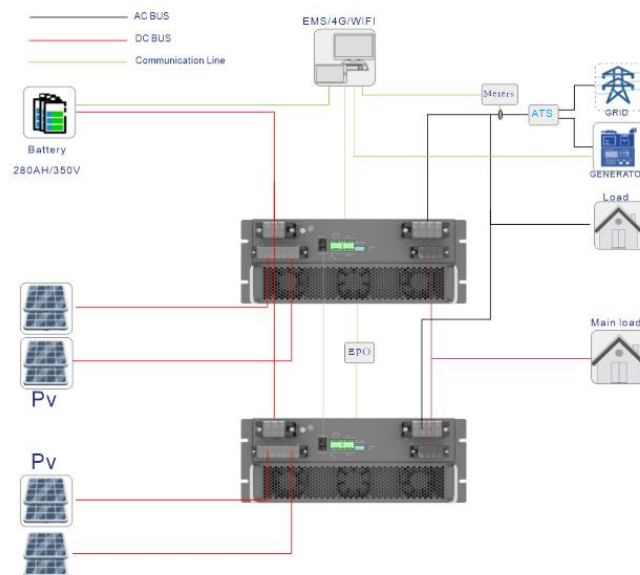 AC BUS
DC BUS
Communication Line
EMS/4G/WIFI
Meters
ATS
GRID
GENERATO
Battery
280AH/350V
Load
Main load
EPO
Pv
Pv